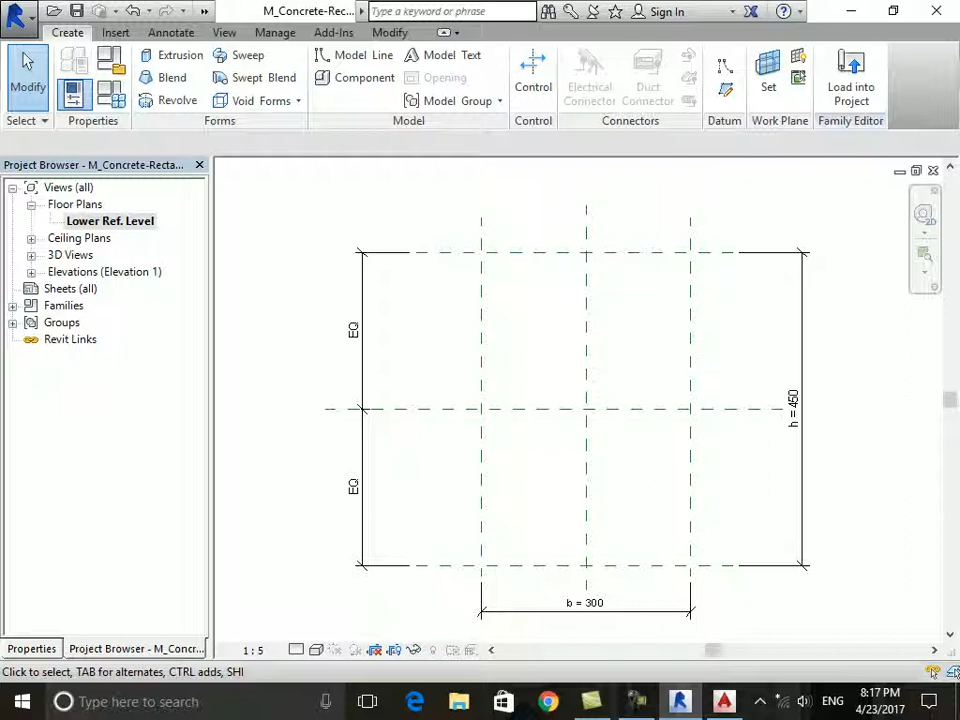 M_Concrete-Rec...
Type a keyword or phrase
Sign In
Create
Insert
Annotate
View
Manage
Add-Ins
Modify
Modify
Extrusion
Blend
Revolve
Sweep
Swept Blend
Void Forms
Model Line
Component
Model Text
Opening
Model Group
Control
Electrical
Connector
Duct
Connector
Set
Load into
Project
Select
Properties
Forms
Model
Control
Connectors
Datum
Work Plane
Family Editor
Project Browser - M_Concrete-Recta...
Views (all)
Floor Plans
Lower Ref. Level
Ceiling Plans
3D Views
Elevations (Elevation 1)
Sheets (all)
Families
Groups
Revit Links
EQ
EQ
h = 450
b = 300
2D
Properties
Project Browser - M_Concr...
1 : 5
Click to select, TAB for alternates, CTRL adds, SHI
Type here to search
ENG
8:17 PM
4/23/2017